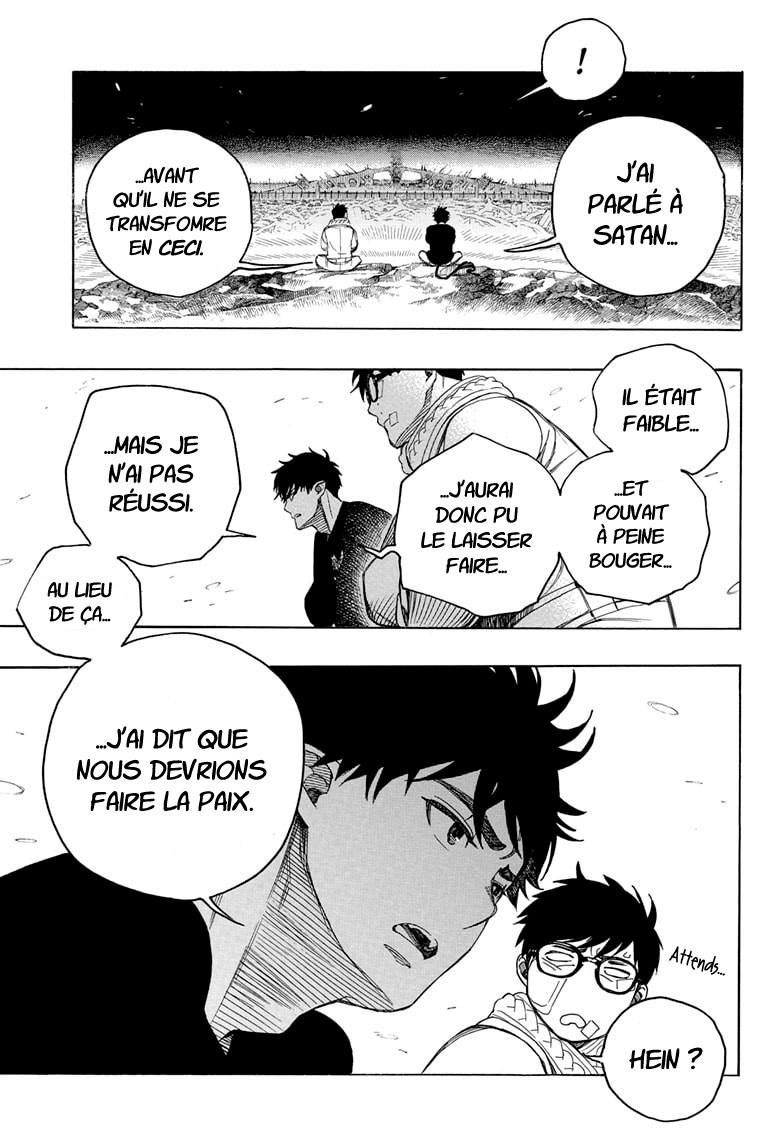 !
J'AI
PARLÉ À
SATAN...
...AVANT
QU'IL NE SE
TRANSFOMRE
EN CECI.
IL ÉTAIT
FAIBLE...
...ET
POUVAIT
À PEINE
BOUGER...
...J'AURAI
DONC PU
LE LAISSER
FAIRE...
...MAIS JE
N'AI PAS
RÉUSSI.
AU LIEU
DE ÇA...
...J'AI DIT QUE
NOUS DEVRIONS
FAIRE LA PAIX.
Attends...
HEIN ?